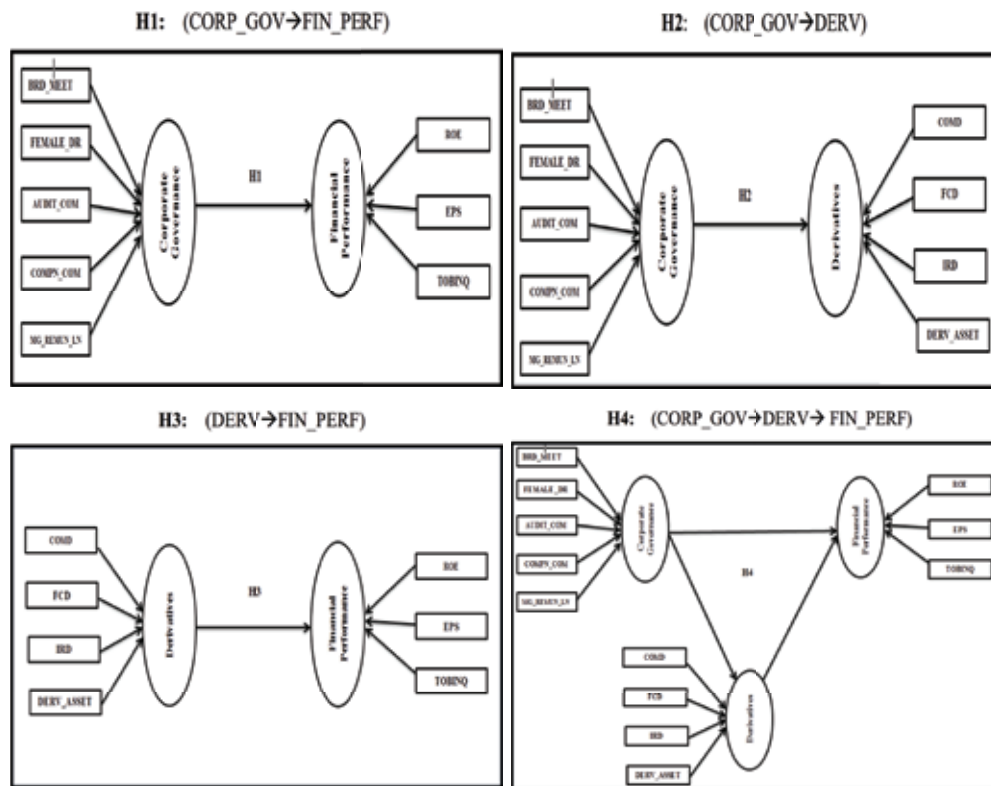 H1: (CORP_GOV→FIN_PERF)
BRD_MEET
FEMALE_DR
AUDIT_COM
COMPN_COM
MG_REMUN_LN
Corporate
Governance
H1
Financial
Performance
ROE
EPS
TOBINQ
H2: (CORP_GOV→DERV)
BRD_MEET
FEMALE_DR
AUDIT_COM
COMPN_COM
MG_REMUN_LN
Corporate
Governance
H2
Derivatives
COMD
FCD
IRD
DERV_ASSET
H3: (DERV→FIN_PERF)
COMD
FCD
IRD
DERV_ASSET
Derivatives
H3
Financial
Performance
ROE
EPS
TOBINQ
H4: (CORP_GOV→DERV→ FIN_PERF)
BRD_MEET
FEMALE_DR
AUDIT_COM
COMPN_COM
MG_REMUN_LN
Corporate
Governance
H4
Financial
Performance
ROE
EPS
TOBINQ
COMD
FCD
IRD
DERV_ASSET
Derivatives